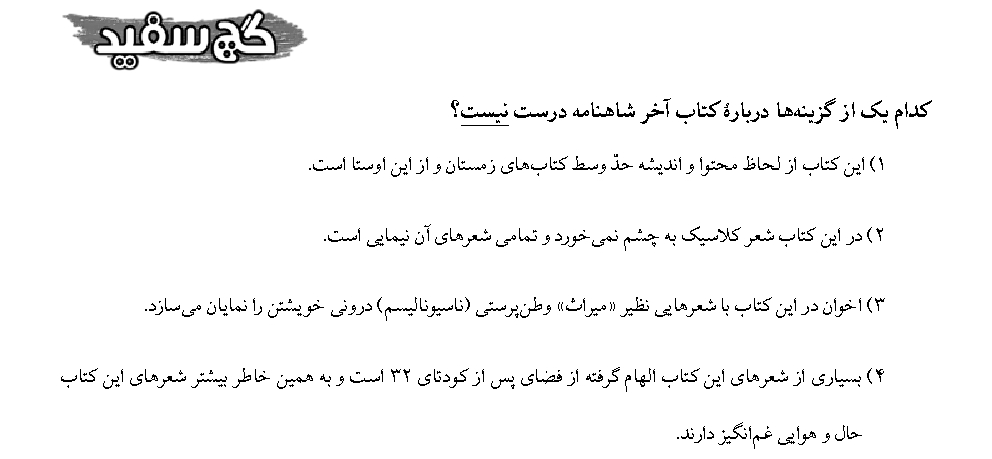 گچ سفید
کدام یک از گزینه‌ها دربارهٔ کتاب آخر شاهنامه درست نیست؟
۱) این کتاب از لحاظ محتوا و اندیشه حدّ وسط کتاب‌های زمستان و از این اوستا است.
۲) در این کتاب شعر کلاسیک به چشم نمی‌خورد و تمامی شعرهای آن نیمایی است.
۳) اخوان در این کتاب با شعرهایی نظیر «میراث» وطن‌پرستی (ناسیونالیسم) درونی خویشتن را نمایان می‌سازد.
۴) بسیاری از شعرهای این کتاب الهام گرفته از فضای پس از کودتای ۳۲ است و به همین خاطر بیشتر شعرهای این کتاب
حال و هوایی غم‌انگیز دارند.